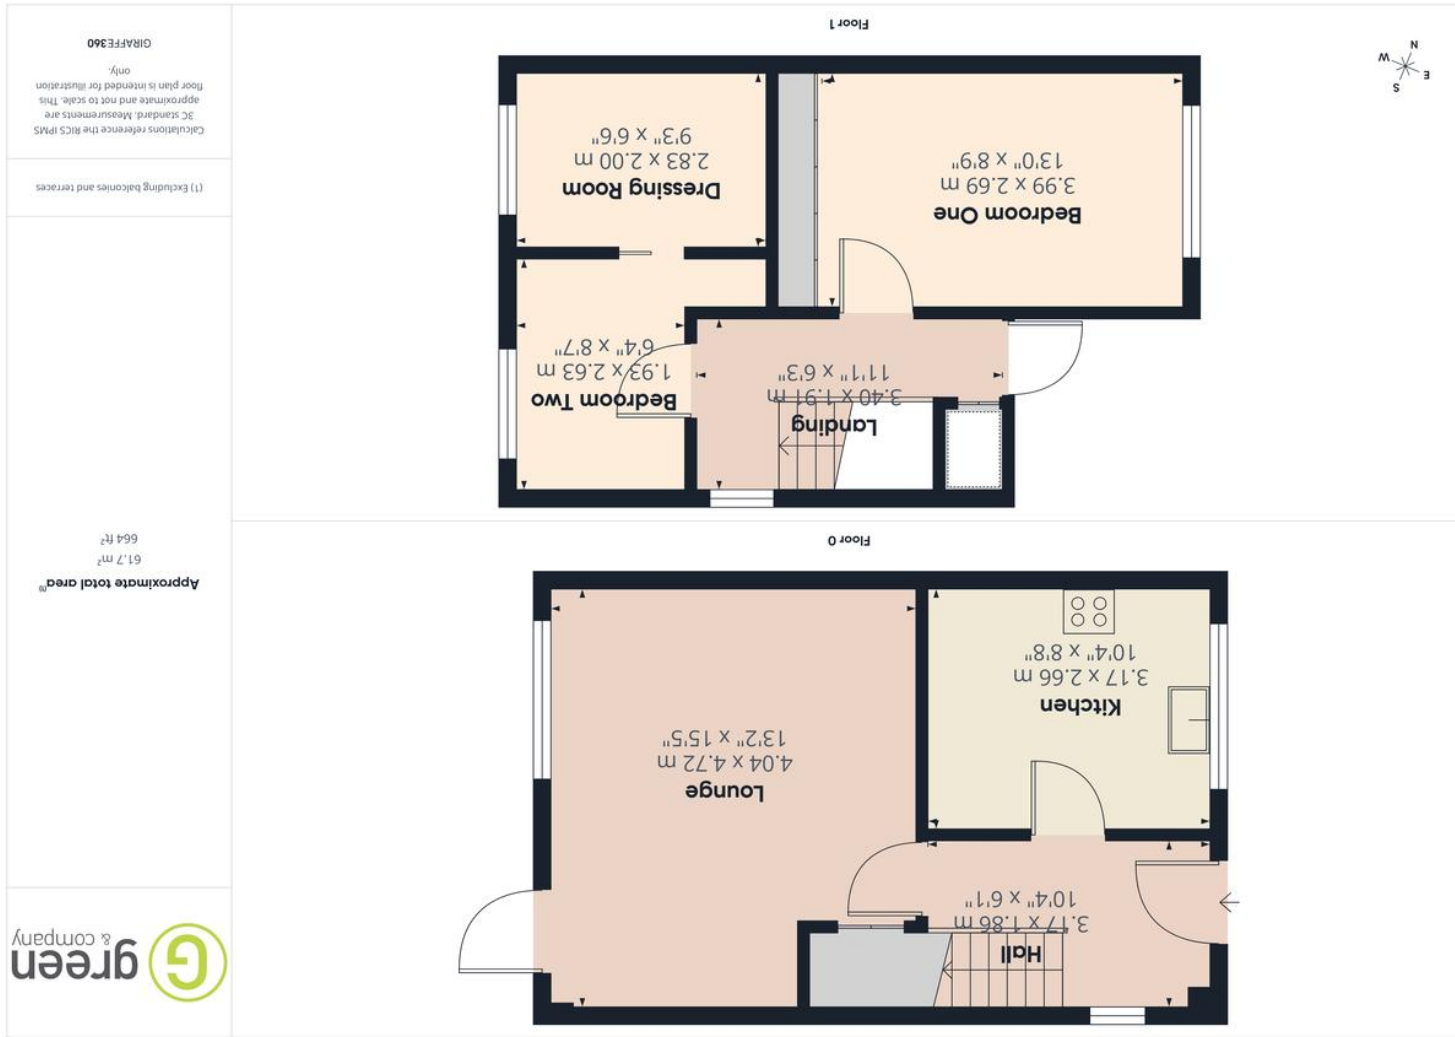 green
& company
Approximate total area(1)
61.7 m²
664 ft²
(1) Excluding balconies and terraces
Calculations reference the RICS IPMS
3C standard. Measurements are
approximate and not to scale. This
floor plan is intended for illustration
only.
GIRAFFE360
Hall
3.17 x 1.86 m
10'4" x 6'1"
Lounge
4.04 x 4.72 m
13'2" x 15'5"
Kitchen
3.17 x 2.66 m
10'4" x 8'8"
Floor 0
Landing
3.40 x 1.91 m
11'1" x 6'3"
Bedroom Two
1.93 x 2.63 m
6'4" x 8'7"
Bedroom One
3.99 x 2.69 m
13'0" x 8'9"
Dressing Room
2.83 x 2.00 m
9'3" x 6'6"
Floor 1
S
E
W
N